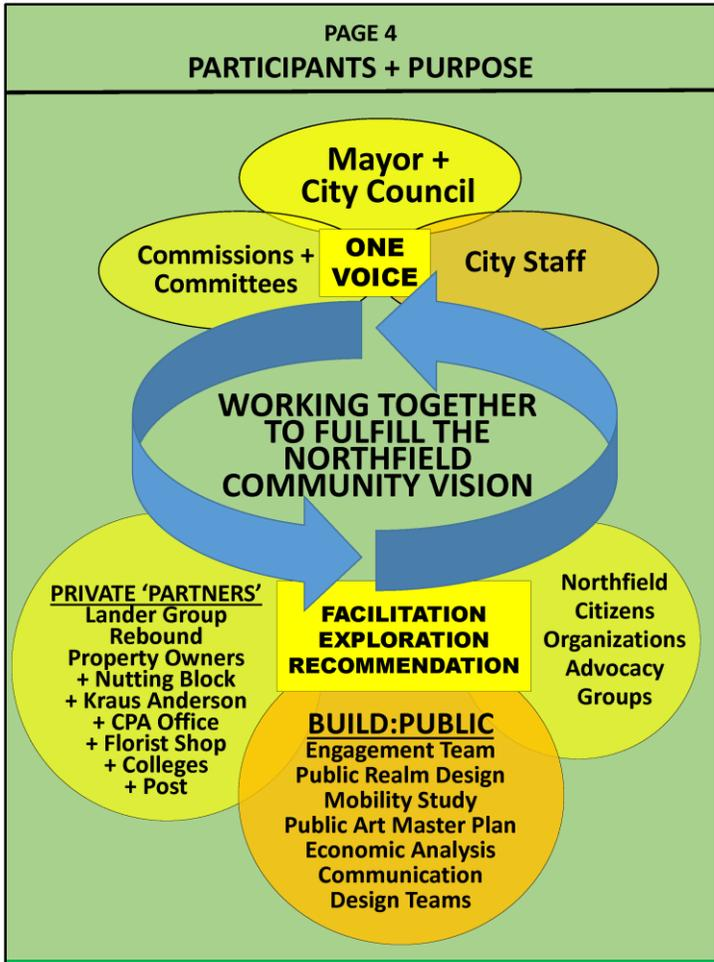 PAGE 4
PARTICIPANTS + PURPOSE
Mayor +
City Council
Commissions +
Committees
ONE
VOICE
City Staff
WORKING TOGETHER
TO FULFILL THE
NORTHFIELD
COMMUNITY VISION
PRIVATE ‘PARTNERS’
Lander Group
Rebound
Property Owners
+ Nutting Block
+ Kraus Anderson
+ CPA Office
+ Florist Shop
+ Colleges
+ Post
FACILITATION
EXPLORATION
RECOMMENDATION
Northfield
Citizens
Organizations
Advocacy
Groups
BUILD:PUBLIC
Engagement Team
Public Realm Design
Mobility Study
Public Art Master Plan
Economic Analysis
Communication
Design Teams